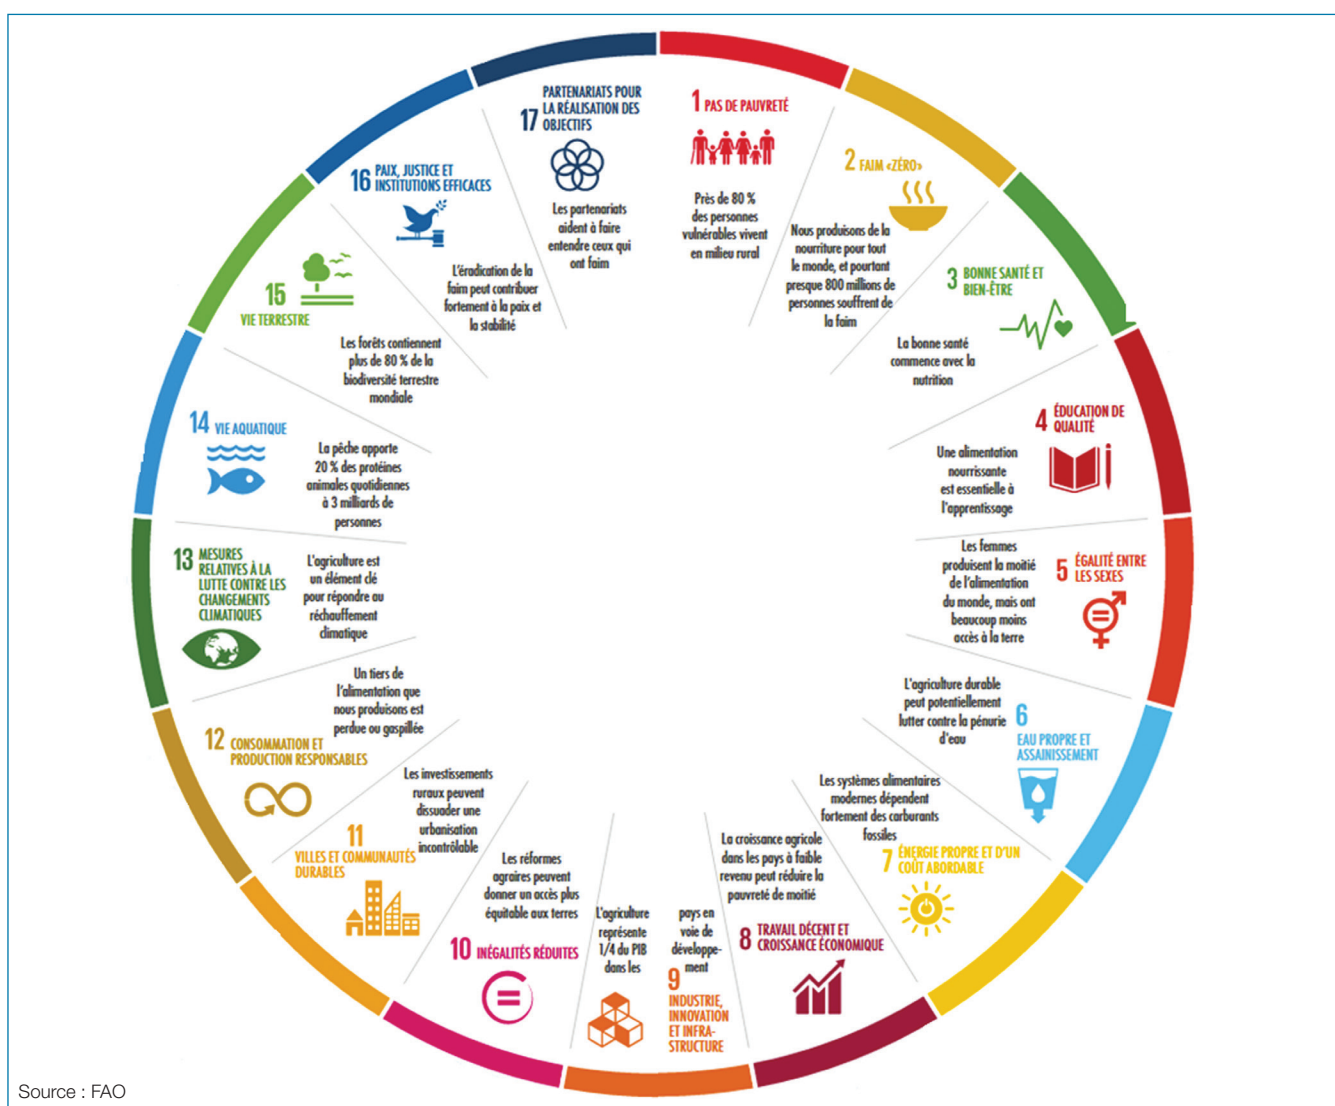 1 PAS DE PAUVRETÉ
Près de 80 %
des personnes
vulnérables vivent
en milieu rural
2 FAIM «ZÉRO»
Nous produisons de la
nourriture pour tout
le monde, et pourtant
presque 800 millions de
personnes souffrent de
la faim
3 BONNE SANTÉ ET
BIEN-ÊTRE
La bonne santé
commence avec la
nutrition
4 ÉDUCATION DE
QUALITÉ
Une alimentation
nourrissante
est essentielle à
l'apprentissage
5 ÉGALITÉ ENTRE
LES SEXES
Les femmes
produisent la moitié
de l'alimentation
du monde, mais ont
beaucoup moins
accès à la terre
6
EAU PROPRE ET
ASSAINISSEMENT
L'agriculture durable
peut potentiellement
lutter contre la pénurie
d'eau
7 ÉNERGIE PROPRE ET D'UN
COÛT ABORDABLE
Les systèmes alimentaires
modernes dépendent
fortement des carburants
fossiles
8 TRAVAIL DÉCENT ET
CROISSANCE ÉCONOMIQUE
La croissance agricole
dans les pays à faible
revenu peut réduire la
pauvreté de moitié
9
INDUSTRIE,
INNOVATION
ET INFRA-
STRUCTURE
L'agriculture
représente
1/4 du PIB
dans les
pays en
voie de
développe-
ment
10 INÉGALITÉS RÉDUITES
Les réformes
agraires peuvent
donner un accès plus
équitable aux terres
11
VILLES ET COMMUNAUTÉS
DURABLES
Les investissements
ruraux peuvent
dissuader une
urbanisation
incontrôlable
12 CONSOMMATION ET
PRODUCTION RESPONSABLES
Un tiers de
l'alimentation que
nous produisons est
perdue ou gaspillée
13 MESURES
RELATIVES À LA
LUTTE CONTRE LES
CHANGEMENTS
CLIMATIQUES
L'agriculture est
un élément clé
pour répondre au
réchauffement
climatique
14 VIE AQUATIQUE
La pêche apporte
20 % des protéines
animales quotidiennes
à 3 milliards de
personnes
15
VIE TERRESTRE
Les forêts contiennent
plus de 80 % de la
biodiversité terrestre
mondiale
16 PAIX, JUSTICE ET
INSTITUTIONS EFFICACES
L'éradication de la
faim peut contribuer
fortement à la paix et
la stabilité
17 PARTENARIATS POUR
LA RÉALISATION DES
OBJECTIFS
Les partenariats
aident à faire
entendre ceux qui
ont faim
Source : FAO